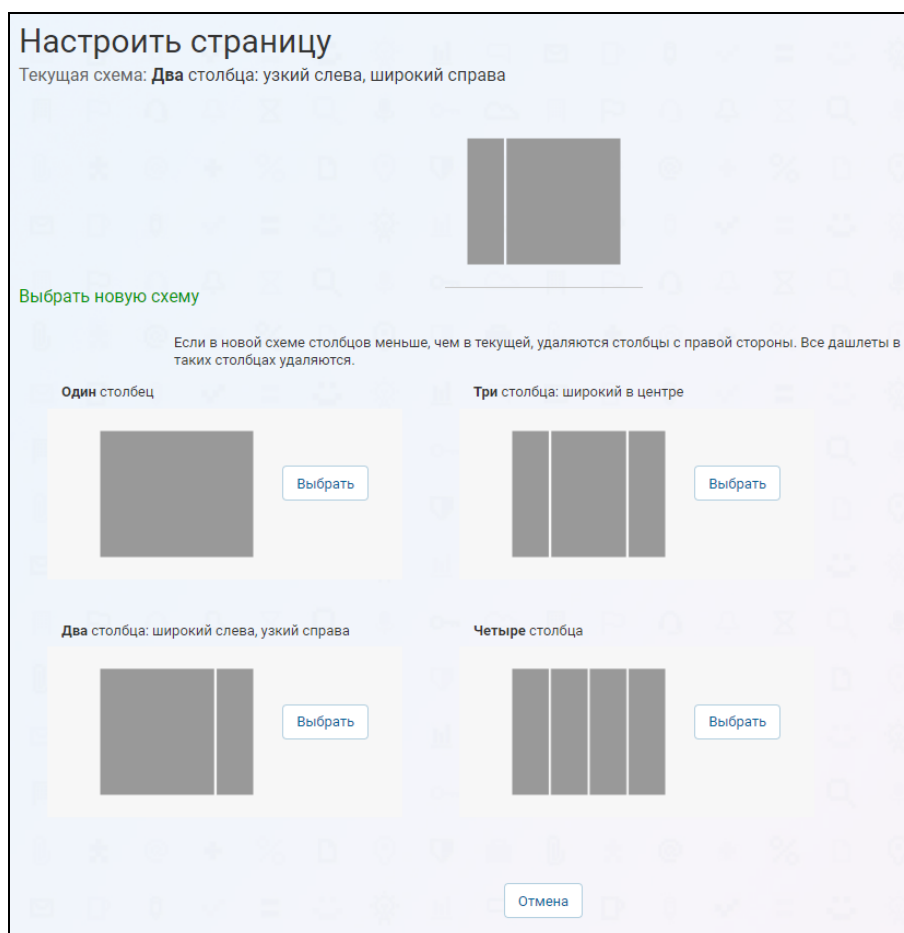 Настроить страницу
Текущая схема: Два столбца: узкий слева, широкий справа
Выбрать новую схему
Если в новой схеме столбцов меньше, чем в текущей, удаляются столбцы с правой стороны. Все дашлеты в
таких столбцах удаляются.
Один столбец
Выбрать
Три столбца: широкий в центре
Выбрать
Два столбца: широкий слева, узкий справа
Выбрать
Четыре столбца
Выбрать
Отмена